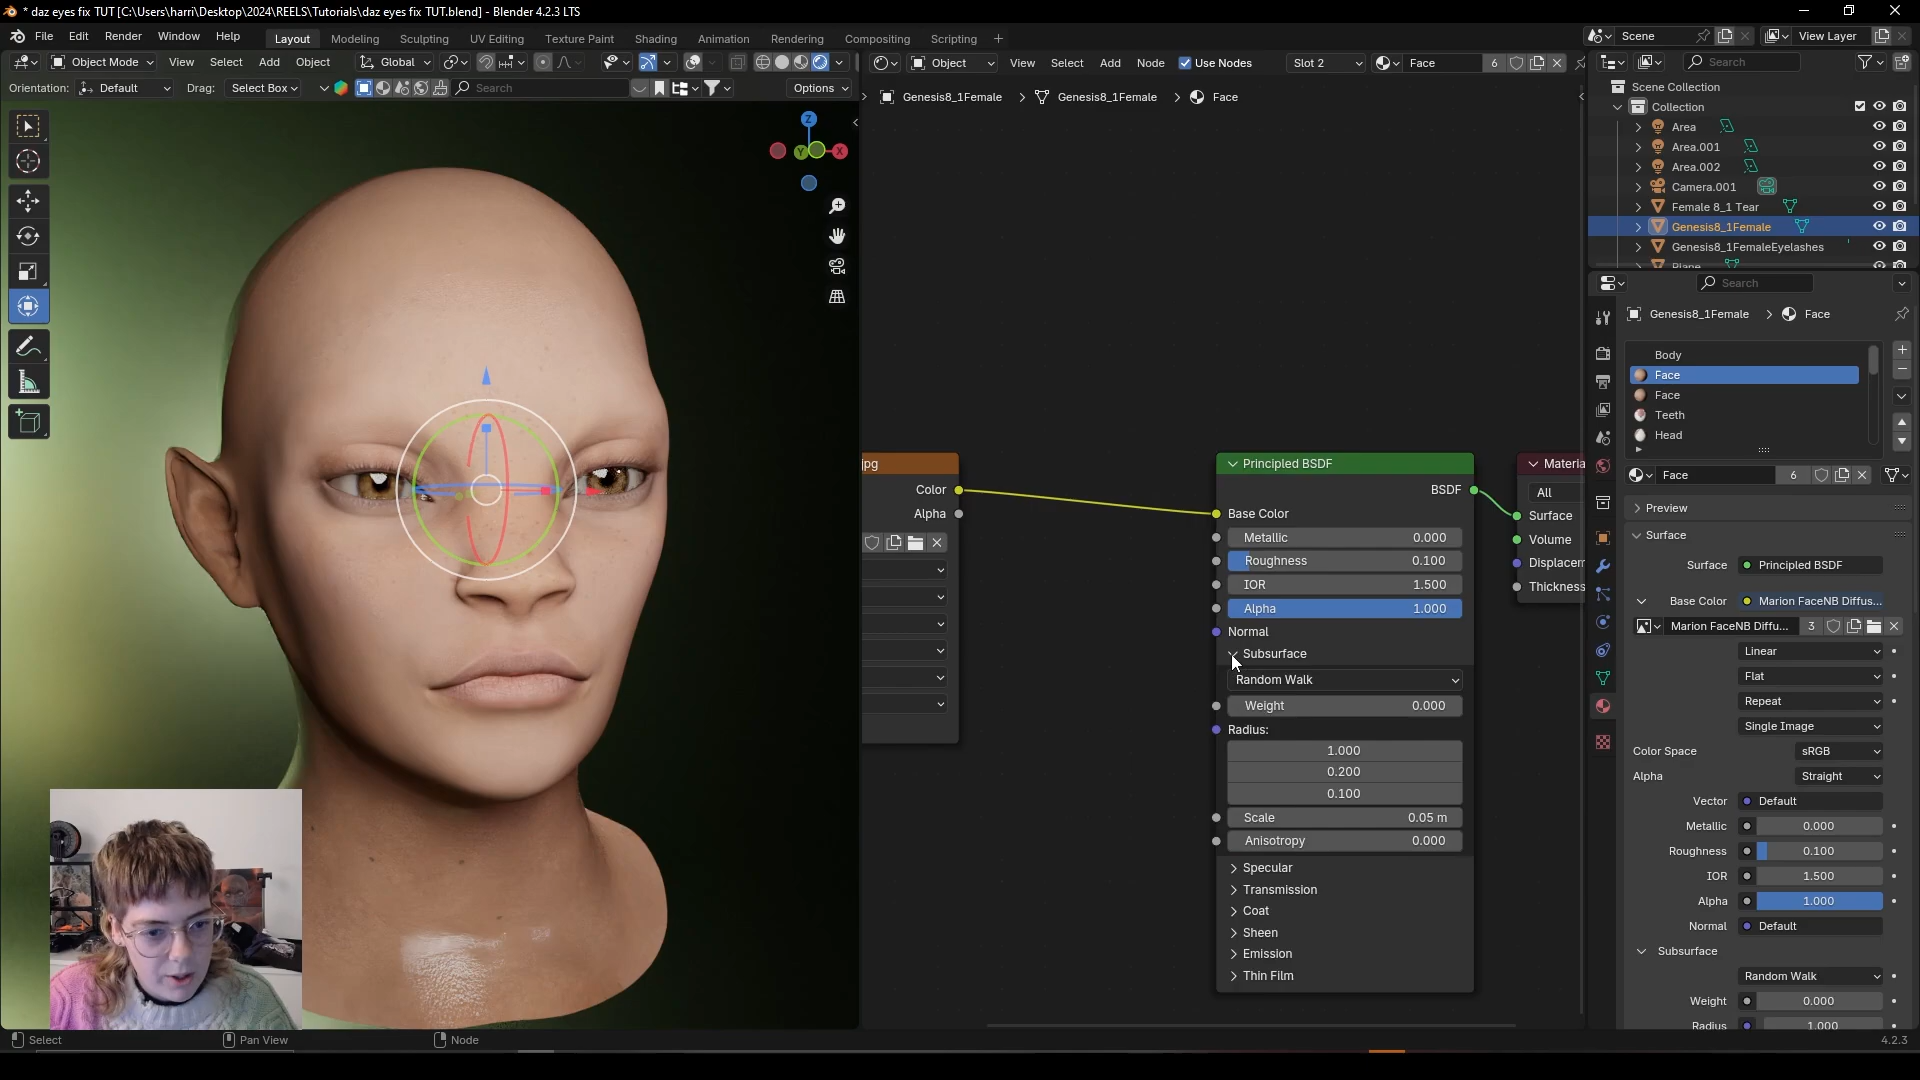 * daz eyes fix TUT [C:\Users\harri\Desktop\2024\REELS\Tutorials\daz eyes fix TUT.blend] - Blender 4.2.3 LTS
File Edit Render Window Help
Layout Modeling Sculpting UV Editing Texture Paint Shading Animation Rendering Compositing Scripting
Scene View Layer
Object Mode View Select Add Object Global
Object View Select Add Node Use Nodes Slot 2 Face 6
Search
Orientation: Default Drag: Select Box Search Options
Genesis8_1Female Genesis8_1Female Face
Scene Collection
Collection
Area
Area.001
Area.002
Camera.001
Female 8_1 Tear
Genesis8_1Female
Genesis8_1FemaleEyelashes
Plane
Z
Y
X
jpg
Color
Alpha
Principled BSDF
BSDF
Base Color
Metallic 0.000
Roughness 0.100
IOR 1.500
Alpha 1.000
Normal
Subsurface
Random Walk
Weight 0.000
Radius:
1.000
0.200
0.100
Scale 0.05 m
Anisotropy 0.000
Specular
Transmission
Coat
Sheen
Emission
Thin Film
Materia
All
Surface
Volume
Displacem
Thickness
Search
Genesis8_1Female Face
Body
Face
Face
Teeth
Head
Face 6
Preview
Surface
Surface Principled BSDF
Base Color Marion FaceNB Diffus...
Marion FaceNB Diffu... 3
Linear
Flat
Repeat
Single Image
Color Space sRGB
Alpha Straight
Vector Default
Metallic 0.000
Roughness 0.100
IOR 1.500
Alpha 1.000
Normal Default
Subsurface
Random Walk
Weight 0.000
Radius 1.000
Select Pan View Node 4.2.3